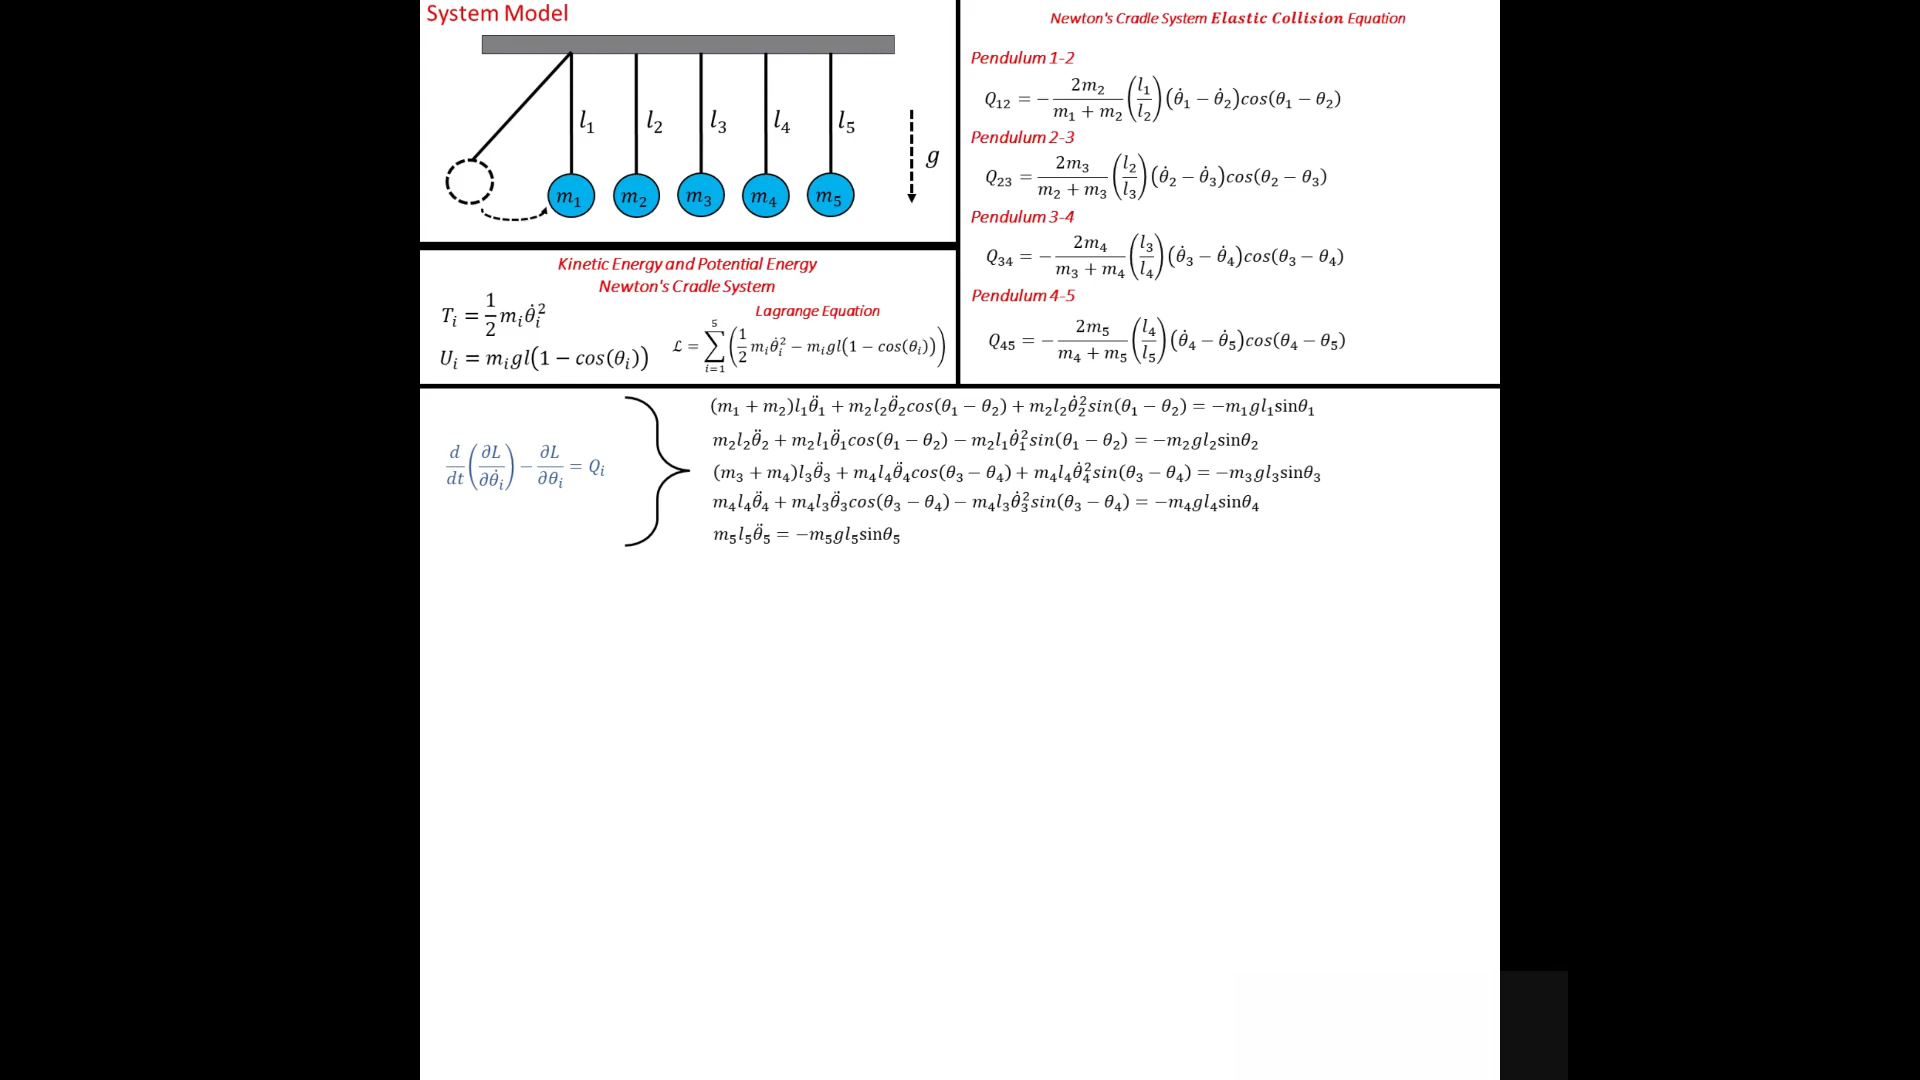 System Model
l₁ l₂ l₃ l₄ l₅
g
m₁ m₂ m₃ m₄ m₅
Kinetic Energy and Potential Energy
Newton's Cradle System
Tᵢ = 1/2 mᵢθ̇ᵢ²
Uᵢ = mᵢgl(1 − cos(θᵢ))
Lagrange Equation
ℒ = ∑ᵢ₌₁⁵ (1/2 mᵢθ̇ᵢ² − mᵢgl(1 − cos(θᵢ)))
Newton's Cradle System Elastic Collision Equation
Pendulum 1-2
Q₁₂ = − 2m₂/(m₁ + m₂) (l₁/l₂) (θ̇₁ − θ̇₂)cos(θ₁ − θ₂)
Pendulum 2-3
Q₂₃ = 2m₃/(m₂ + m₃) (l₂/l₃) (θ̇₂ − θ̇₃)cos(θ₂ − θ₃)
Pendulum 3-4
Q₃₄ = − 2m₄/(m₃ + m₄) (l₃/l₄) (θ̇₃ − θ̇₄)cos(θ₃ − θ₄)
Pendulum 4-5
Q₄₅ = − 2m₅/(m₄ + m₅) (l₄/l₅) (θ̇₄ − θ̇₅)cos(θ₄ − θ₅)
d/dt (∂L/∂θ̇ᵢ) − ∂L/∂θᵢ = Qᵢ
(m₁ + m₂)l₁θ̈₁ + m₂l₂θ̈₂cos(θ₁ − θ₂) + m₂l₂θ̇₂²sin(θ₁ − θ₂) = −m₁gl₁sinθ₁
m₂l₂θ̈₂ + m₂l₁θ̈₁cos(θ₁ − θ₂) − m₂l₁θ̇₁²sin(θ₁ − θ₂) = −m₂gl₂sinθ₂
(m₃ + m₄)l₃θ̈₃ + m₄l₄θ̈₄cos(θ₃ − θ₄) + m₄l₄θ̇₄²sin(θ₃ − θ₄) = −m₃gl₃sinθ₃
m₄l₄θ̈₄ + m₄l₃θ̈₃cos(θ₃ − θ₄) − m₄l₃θ̇₃²sin(θ₃ − θ₄) = −m₄gl₄sinθ₄
m₅l₅θ̈₅ = −m₅gl₅sinθ₅